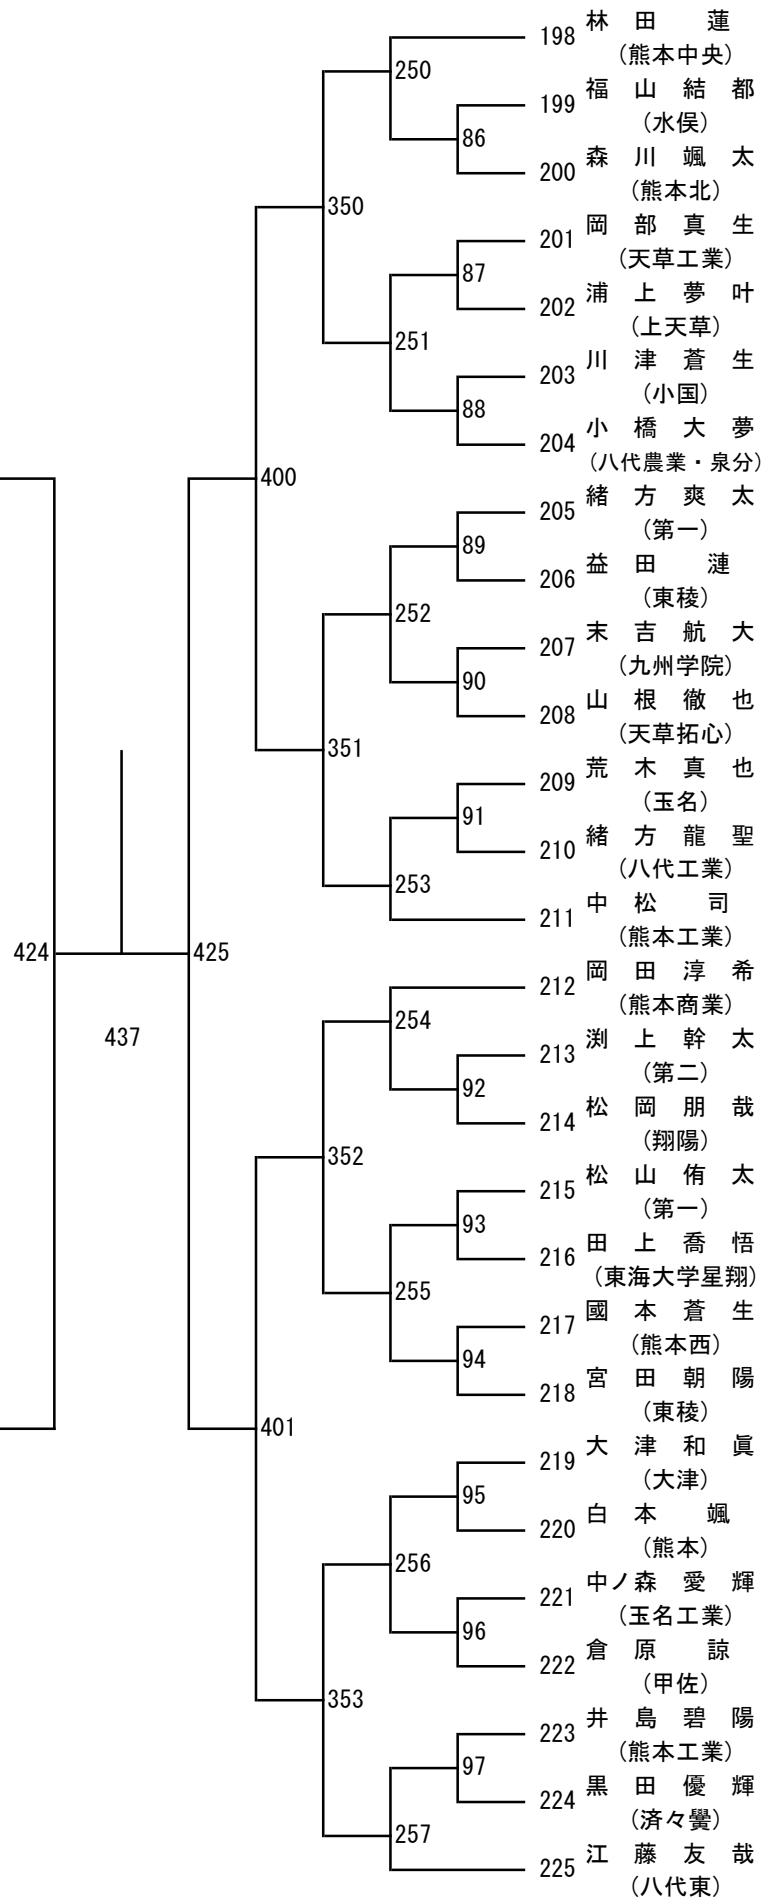 198 林田 蓮
(熊本中央)
250
199 福山結都
(水俣)
86
200 森川颯太
(熊本北)
350
201 岡部真生
(天草工業)
87
202 浦上夢叶
(上天草)
251
203 川津蒼生
(小国)
88
204 小橋大夢
(八代農業・泉分)
400
205 緒方爽太
(第一)
89
206 益田 漣
(東稜)
252
207 末吉航大
(九州学院)
90
208 山根徹也
(天草拓心)
351
209 荒木真也
(玉名)
91
210 緒方龍聖
(八代工業)
253
211 中松 司
(熊本工業)
424
425
437
212 岡田淳希
(熊本商業)
254
213 渕上幹太
(第二)
92
214 松岡朋哉
(翔陽)
352
215 松山侑太
(第一)
93
216 田上喬悟
(東海大学星翔)
255
217 國本蒼生
(熊本西)
94
218 宮田朝陽
(東稜)
401
219 大津和眞
(大津)
95
220 白本 颯
(熊本)
256
221 中ノ森愛輝
(玉名工業)
96
222 倉原 諒
(甲佐)
353
223 井島碧陽
(熊本工業)
97
224 黒田優輝
(済々黌)
257
225 江藤友哉
(八代東)